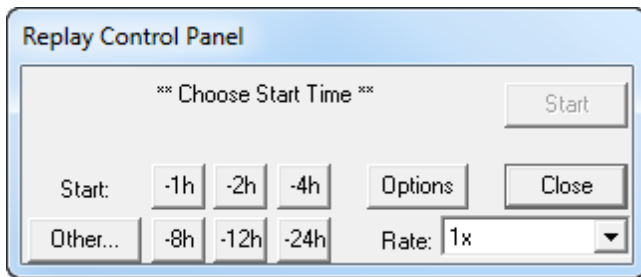 Replay Control Panel
** Choose Start Time **
Start
Start: -1h -2h -4h Options Close
Other... -8h -12h -24h Rate: 1x